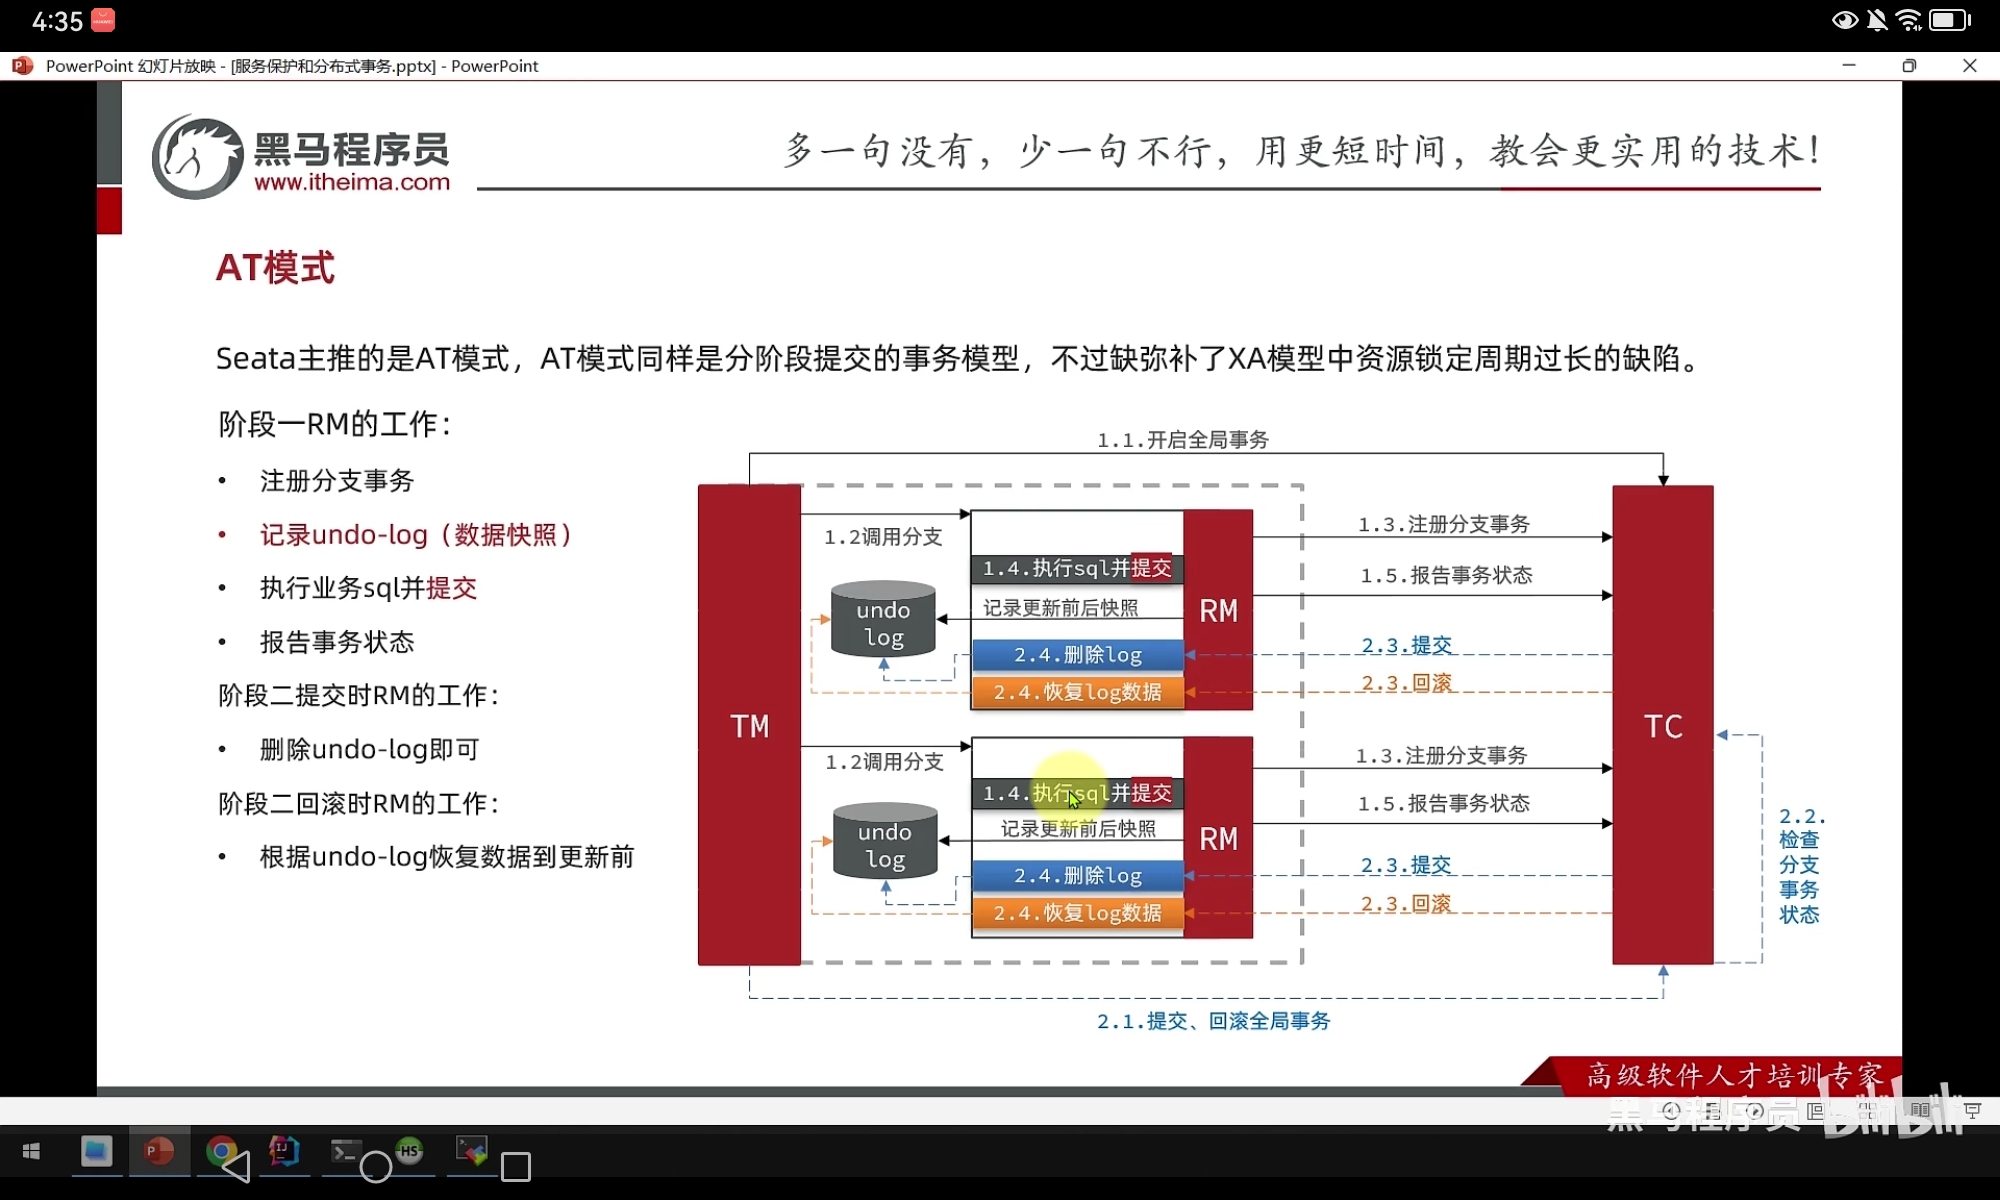 4:35
PowerPoint 幻灯片放映 - [服务保护和分布式事务.pptx] - PowerPoint
黑马程序员
www.itheima.com
多一句没有，少一句不行，用更短时间，教会更实用的技术！
AT模式
Seata主推的是AT模式，AT模式同样是分阶段提交的事务模型，不过缺弥补了XA模型中资源锁定周期过长的缺陷。
阶段一RM的工作：
• 注册分支事务
• 记录undo-log（数据快照）
• 执行业务sql并提交
• 报告事务状态
阶段二提交时RM的工作：
• 删除undo-log即可
阶段二回滚时RM的工作：
• 根据undo-log恢复数据到更新前
1.1.开启全局事务
TM
1.2调用分支
1.4.执行sql并提交
记录更新前后快照
undo
log
2.4.删除log
2.4.恢复log数据
RM
1.3.注册分支事务
1.5.报告事务状态
2.3.提交
2.3.回滚
1.2调用分支
1.4.执行sql并提交
记录更新前后快照
undo
log
2.4.删除log
2.4.恢复log数据
RM
1.3.注册分支事务
1.5.报告事务状态
2.3.提交
2.3.回滚
TC
2.2.
检查
分支
事务
状态
2.1.提交、回滚全局事务
高级软件人才培训专家
黑马程序员 bilibili